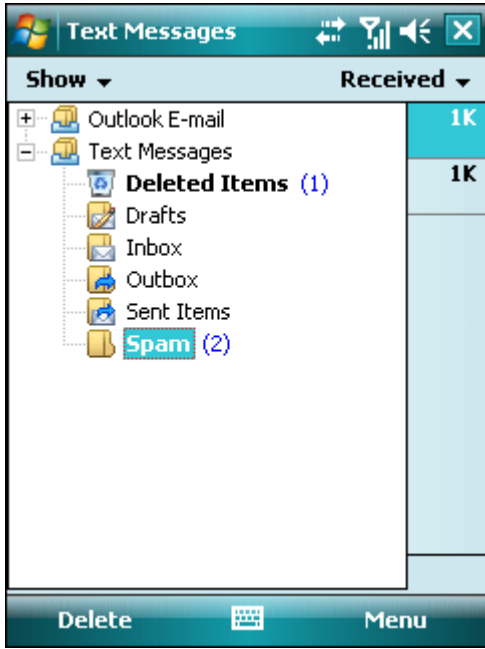 Text Messages
Show Received
Outlook E-mail 1K
Text Messages
Deleted Items (1) 1K
Drafts
Inbox
Outbox
Sent Items
Spam (2)
Delete Menu